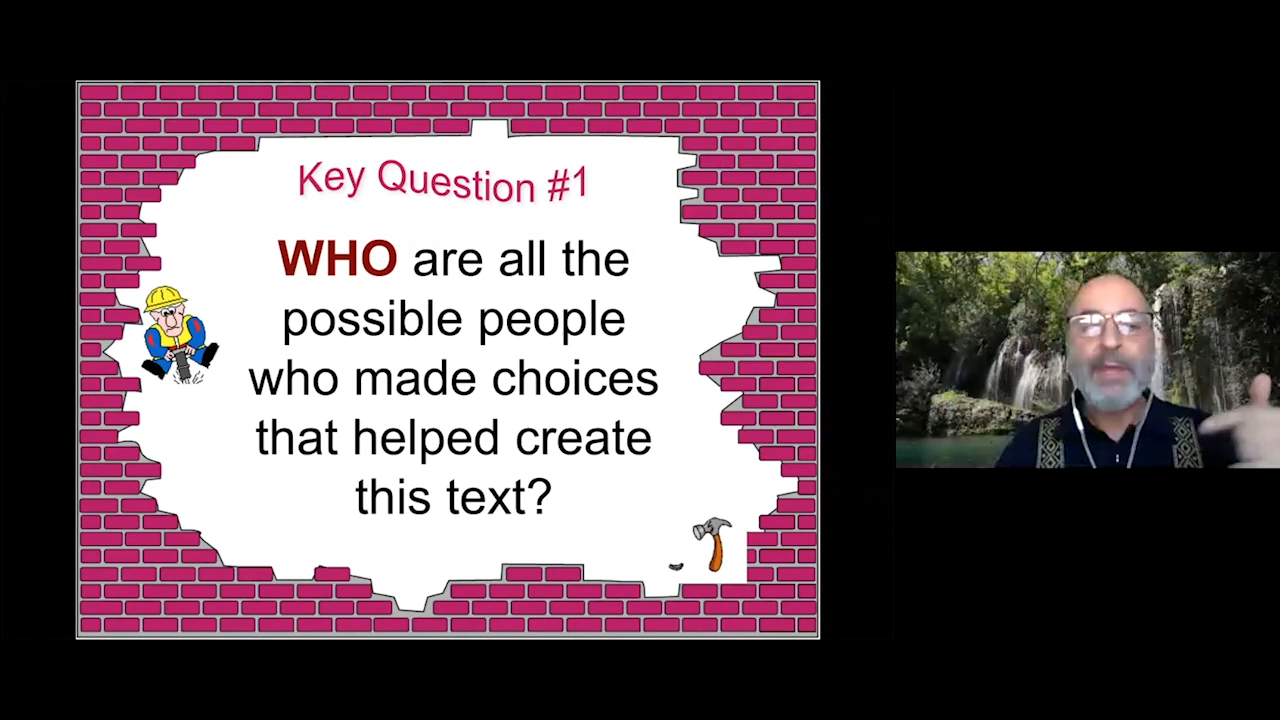 Key Question #1
WHO are all the
possible people
who made choices
that helped create
this text?